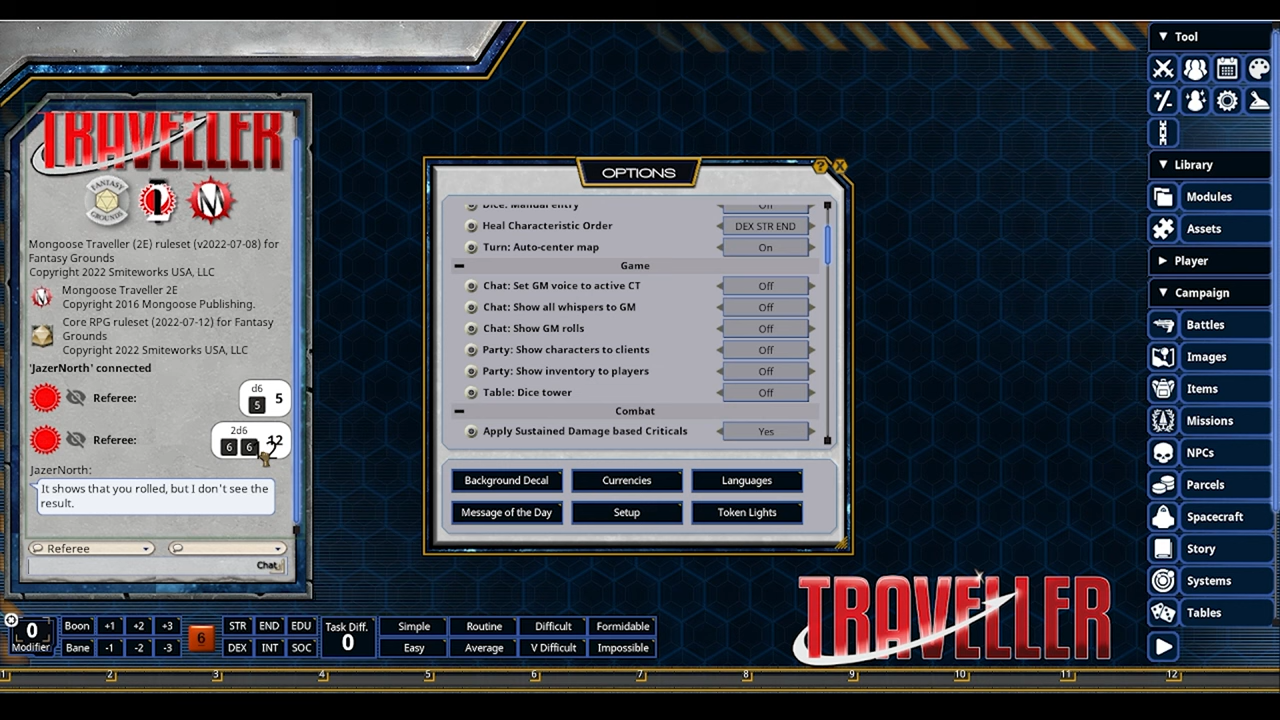 TRAVELLER
FANTASY
GROUNDS
Mongoose Traveller (2E) ruleset (v2022-07-08) for
Fantasy Grounds
Copyright 2022 Smiteworks USA, LLC
Mongoose Traveller 2E
Copyright 2016 Mongoose Publishing.
Core RPG ruleset (2022-07-12) for Fantasy
Grounds
Copyright 2022 Smiteworks USA, LLC
'JazerNorth' connected
Referee:
d6
5
5
Referee:
2d6
6
6
12
JazerNorth:
It shows that you rolled, but I don't see the
result.
Referee
Chat
OPTIONS
Dice: Manual entry
Off
Heal Characteristic Order
DEX STR END
Turn: Auto-center map
On
Game
Chat: Set GM voice to active CT
Off
Chat: Show all whispers to GM
Off
Chat: Show GM rolls
Off
Party: Show characters to clients
Off
Party: Show inventory to players
Off
Table: Dice tower
Off
Combat
Apply Sustained Damage based Criticals
Yes
Background Decal
Currencies
Languages
Message of the Day
Setup
Token Lights
Tool
Library
Modules
Assets
Player
Campaign
Battles
Images
Items
Missions
NPCs
Parcels
Spacecraft
Story
Systems
Tables
TRAVELLER
0
Modifier
Boon
+1
+2
+3
Bane
-1
-2
-3
6
STR
END
EDU
DEX
INT
SOC
Task Diff.
0
Simple
Routine
Difficult
Formidable
Easy
Average
V Difficult
Impossible
1
2
3
4
5
6
7
8
9
10
11
12